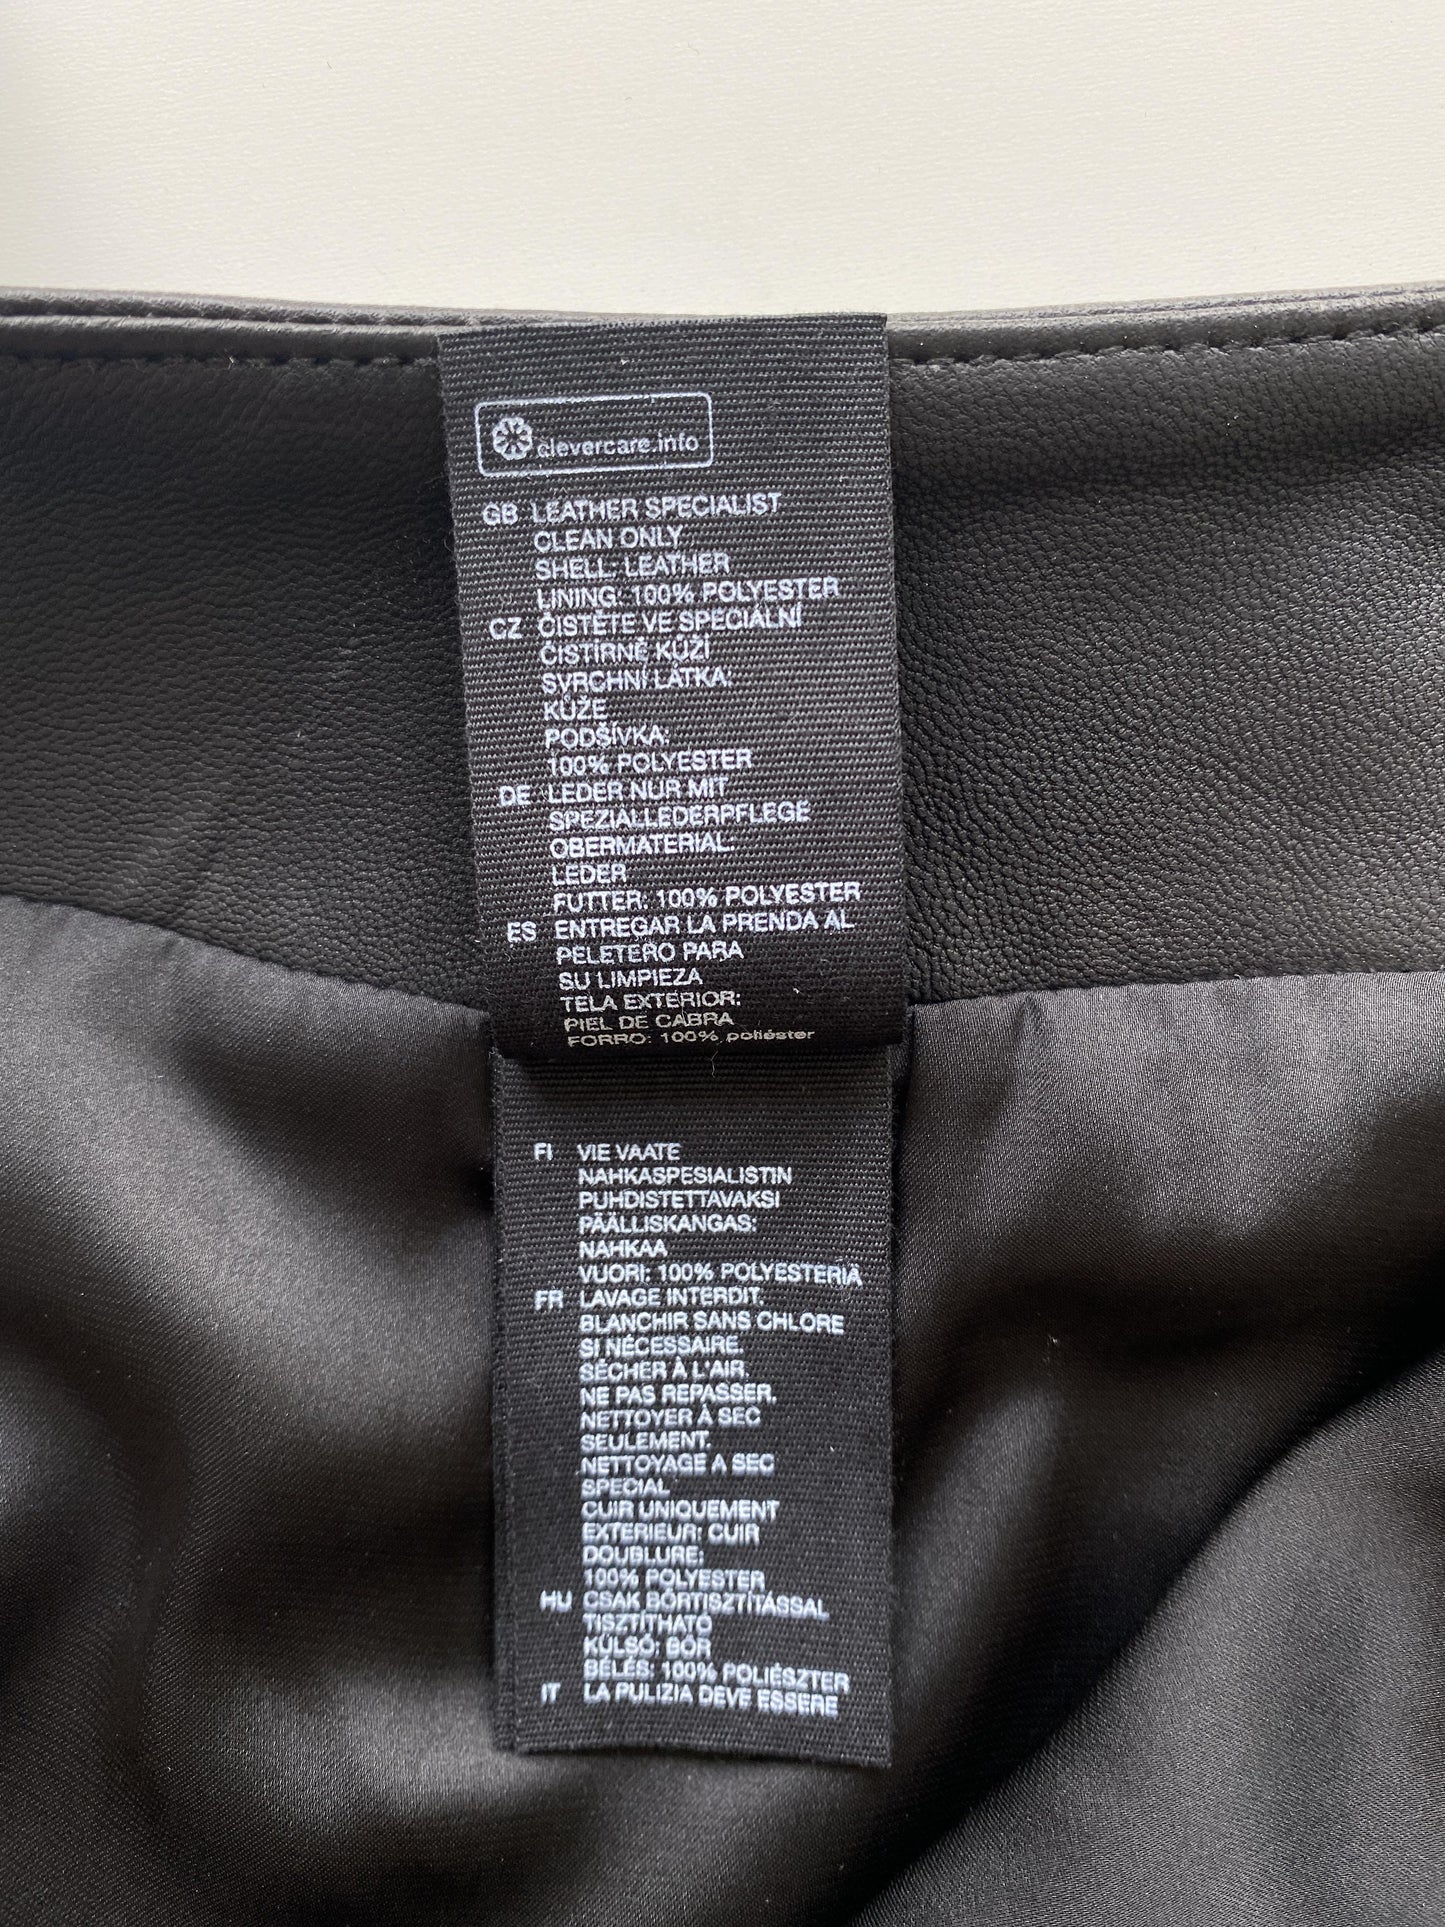 clevercare.info
GB LEATHER SPECIALIST
CLEAN ONLY
SHELL: LEATHER
LINING: 100% POLYESTER
CZ ČISTĚTE VE SPECIÁLNÍ
ČISTÍRNĚ KŮŽÍ
SVRCHNÍ LÁTKA:
KŮŽE
PODŠÍVKA:
100% POLYESTER
DE LEDER NUR MIT
SPEZIALLEDERPFLEGE
OBERMATERIAL:
LEDER
FUTTER: 100% POLYESTER
ES ENTREGAR LA PRENDA AL
PELETERO PARA
SU LIMPIEZA
TELA EXTERIOR:
PIEL DE CABRA
FORRO: 100% poliéster
FI VIE VAATE
NAHKASPESIALISTIN
PUHDISTETTAVAKSI
PÄÄLLISKANGAS:
NAHKAA
VUORI: 100% POLYESTERIÄ
FR LAVAGE INTERDIT.
BLANCHIR SANS CHLORE
SI NÉCESSAIRE.
SÉCHER À L'AIR.
NE PAS REPASSER.
NETTOYER À SEC
SEULEMENT.
NETTOYAGE A SEC
SPECIAL
CUIR UNIQUEMENT
EXTERIEUR: CUIR
DOUBLURE:
100% POLYESTER
HU CSAK BŐRTISZTÍTÁSSAL
TISZTÍTHATÓ
KÜLSŐ: BŐR
BÉLÉS: 100% POLIÉSZTER
IT LA PULIZIA DEVE ESSERE